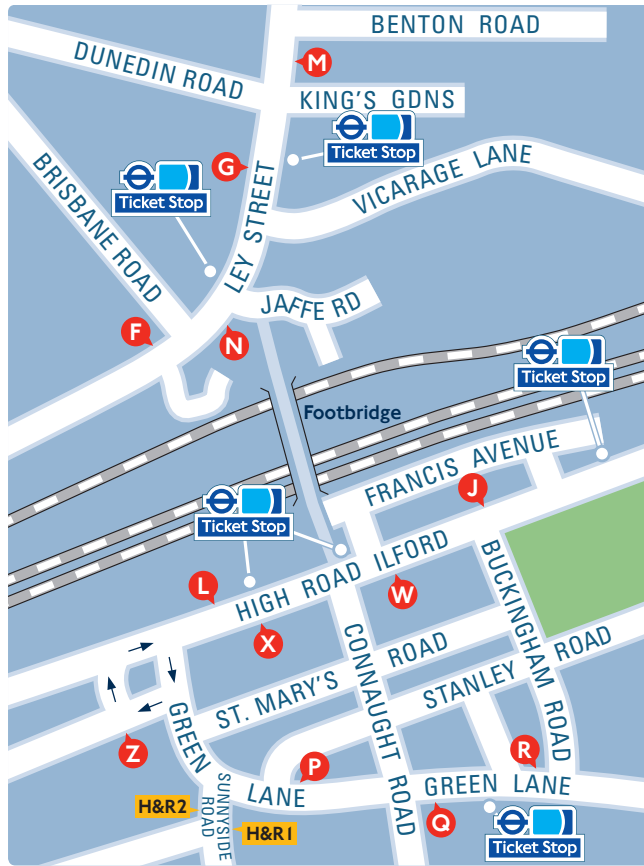 BENTON ROAD
DUNEDIN ROAD
M
KING'S GDNS
Ticket Stop
G
VICARAGE LANE
Ticket Stop
BRISBANE ROAD
LEY STREET
JAFFE RD
F
N
Ticket Stop
Footbridge
FRANCIS AVENUE
J
Ticket Stop
L
HIGH ROAD ILFORD
W
X
BUCKINGHAM ROAD
CONNAUGHT ROAD
ST. MARY'S ROAD
STANLEY ROAD
Z
GREEN LANE
P
R
GREEN LANE
SUNNYSIDE ROAD
H&R2
H&R1
Q
Ticket Stop